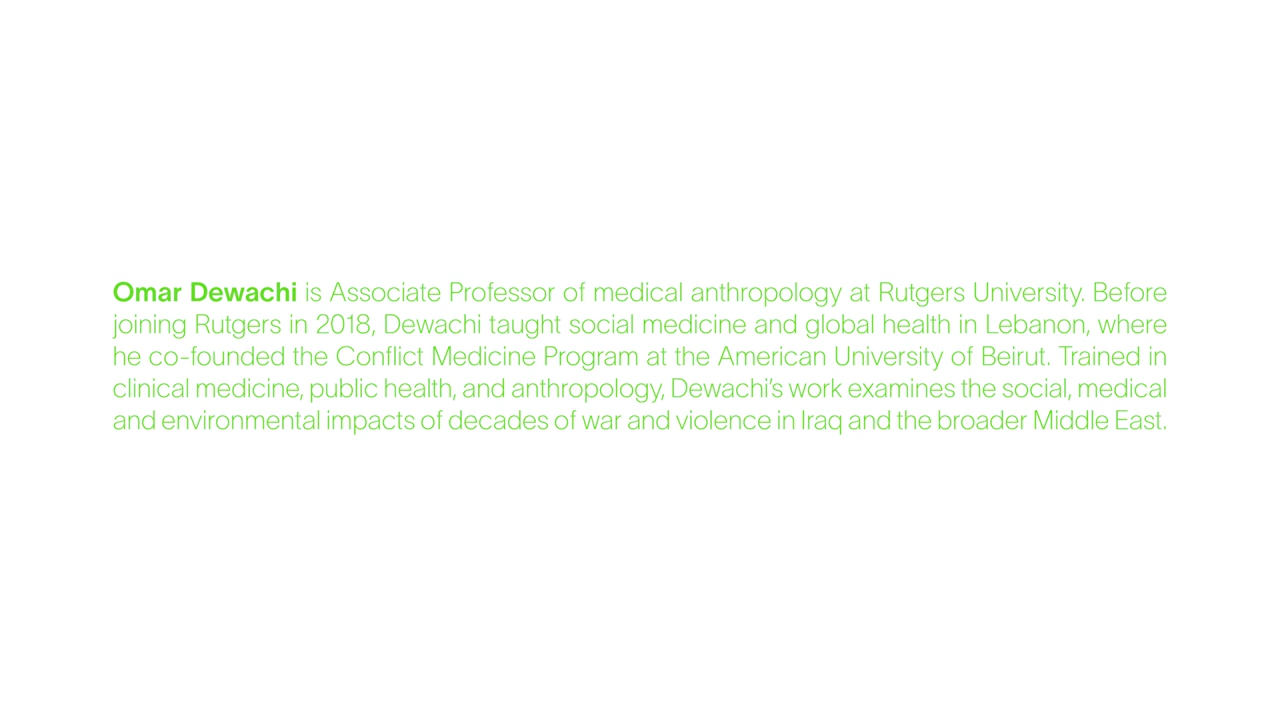 Omar Dewachi is Associate Professor of medical anthropology at Rutgers University. Before
joining Rutgers in 2018, Dewachi taught social medicine and global health in Lebanon, where
he co-founded the Conflict Medicine Program at the American University of Beirut. Trained in
clinical medicine, public health, and anthropology, Dewachi’s work examines the social, medical
and environmental impacts of decades of war and violence in Iraq and the broader Middle East.